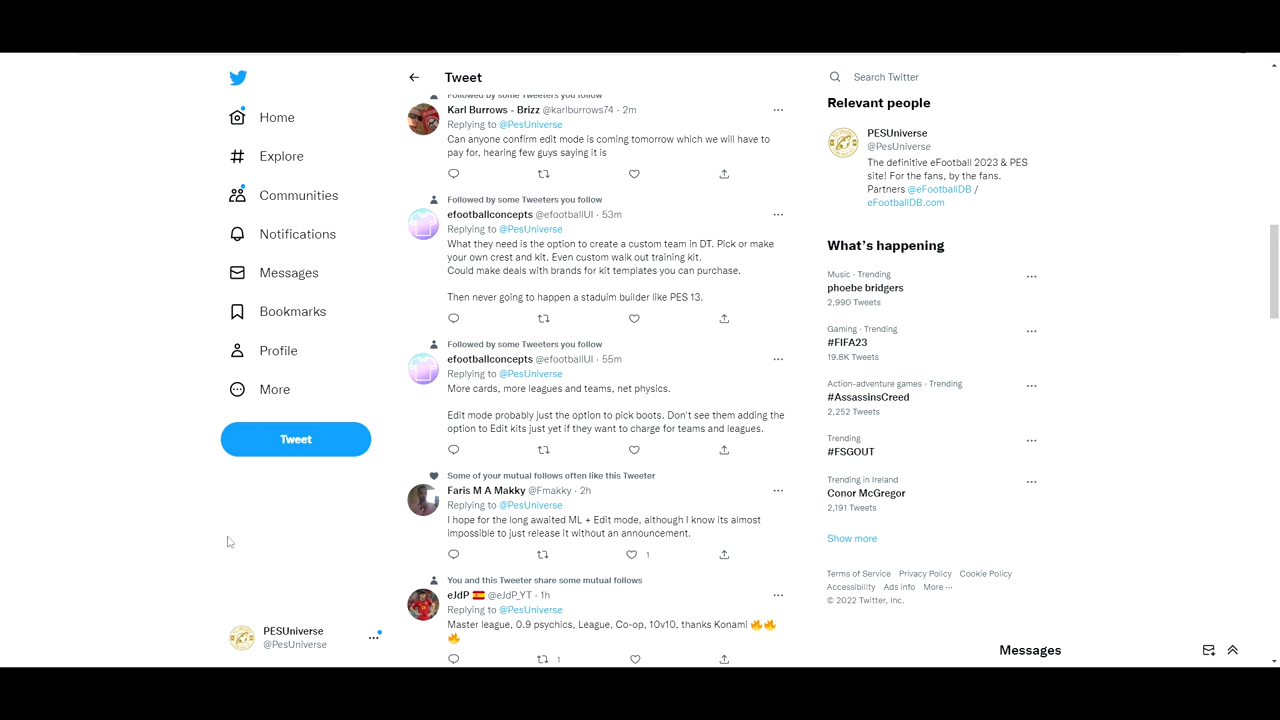 Home
Explore
Communities
Notifications
Messages
Bookmarks
Profile
More
Tweet
PESUniverse
@PesUniverse
Tweet
Followed by some Tweeters you follow
Karl Burrows - Brizz @karlburrows74 · 2m
Replying to @PesUniverse
Can anyone confirm edit mode is coming tomorrow which we will have to
pay for, hearing few guys saying it is
Followed by some Tweeters you follow
efootballconcepts @efootballUI · 53m
Replying to @PesUniverse
What they need is the option to create a custom team in DT. Pick or make
your own crest and kit. Even custom walk out training kit.
Could make deals with brands for kit templates you can purchase.
Then never going to happen a staduim builder like PES 13.
Followed by some Tweeters you follow
efootballconcepts @efootballUI · 55m
Replying to @PesUniverse
More cards, more leagues and teams, net physics.
Edit mode probably just the option to pick boots. Don't see them adding the
option to Edit kits just yet if they want to charge for teams and leagues.
Some of your mutual follows often like this Tweeter
Faris M A Makky @Fmakky · 2h
Replying to @PesUniverse
I hope for the long awaited ML + Edit mode, although I know its almost
impossible to just release it without an announcement.
1
You and this Tweeter share some mutual follows
eJdP 🇪🇸 @eJdP_YT · 1h
Replying to @PesUniverse
Master league, 0.9 psychics, League, Co-op, 10v10, thanks Konami 🔥🔥
🔥
1
Search Twitter
Relevant people
PESUniverse
@PesUniverse
The definitive eFootball 2023 & PES
site! For the fans, by the fans.
Partners @eFootballDB /
eFootballDB.com
What's happening
Music · Trending
phoebe bridgers
2,990 Tweets
Gaming · Trending
#FIFA23
19.8K Tweets
Action-adventure games · Trending
#AssassinsCreed
2,252 Tweets
Trending
#FSGOUT
Trending in Ireland
Conor McGregor
2,191 Tweets
Show more
Terms of Service Privacy Policy Cookie Policy
Accessibility Ads info More ···
© 2022 Twitter, Inc.
Messages